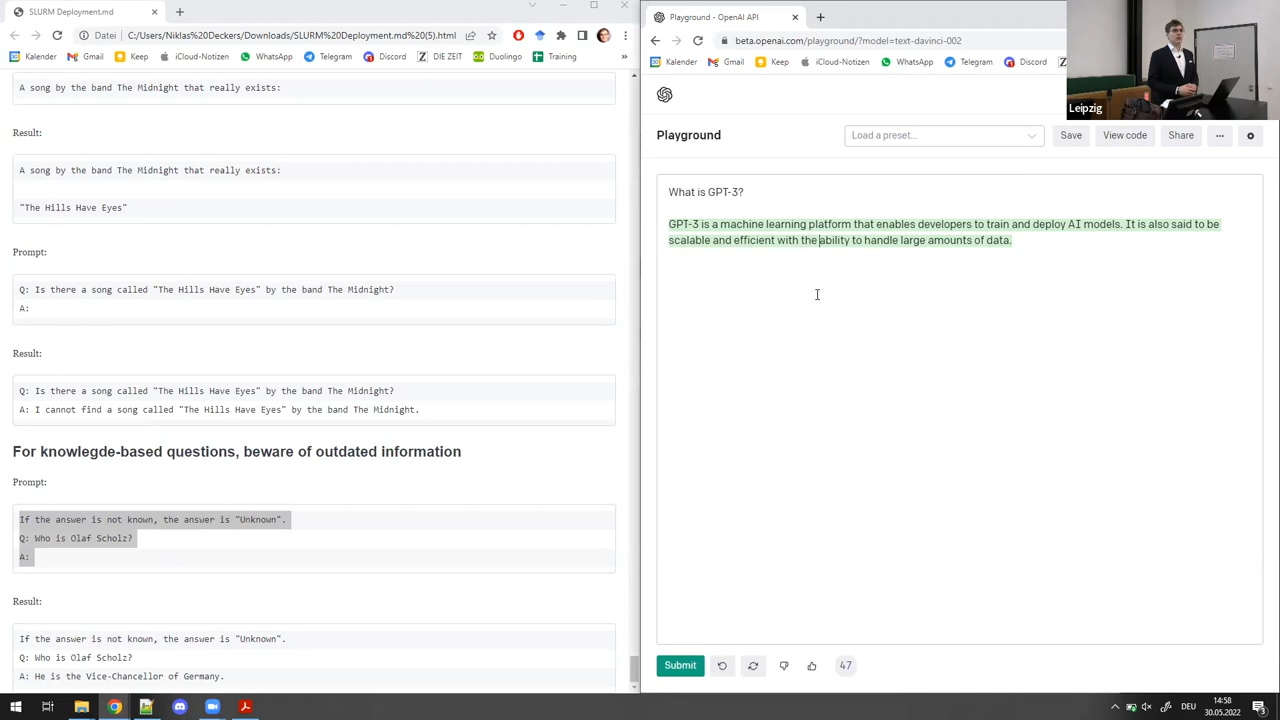 SLURM Deployment.md
Playground - OpenAI API
Datei
C:/Users/Niklas%20Deckers/Downloads/SLURM%20Deployment.md%20(5).html
beta.openai.com/playground/?model=text-davinci-002
Kalender
Gmail
Keep
iCloud-Notizen
WhatsApp
Telegram
Discord
DIE ZEIT
Duolingo
Training
»
Kalender
Gmail
Keep
iCloud-Notizen
WhatsApp
Telegram
Discord
Leipzig
A song by the band The Midnight that really exists:
Result:
A song by the band The Midnight that really exists:
"The Hills Have Eyes"
Prompt:
Q: Is there a song called "The Hills Have Eyes" by the band The Midnight?
A:
Result:
Q: Is there a song called "The Hills Have Eyes" by the band The Midnight?
A: I cannot find a song called "The Hills Have Eyes" by the band The Midnight.
For knowlegde-based questions, beware of outdated information
Prompt:
If the answer is not known, the answer is "Unknown".
Q: Who is Olaf Scholz?
A:
Result:
If the answer is not known, the answer is "Unknown".
Q: Who is Olaf Scholz?
A: He is the Vice-Chancellor of Germany.
Playground
Load a preset...
Save
View code
Share
...
What is GPT-3?
GPT-3 is a machine learning platform that enables developers to train and deploy AI models. It is also said to be
scalable and efficient with the ability to handle large amounts of data.
Submit
47
DEU
14:58
30.05.2022
3